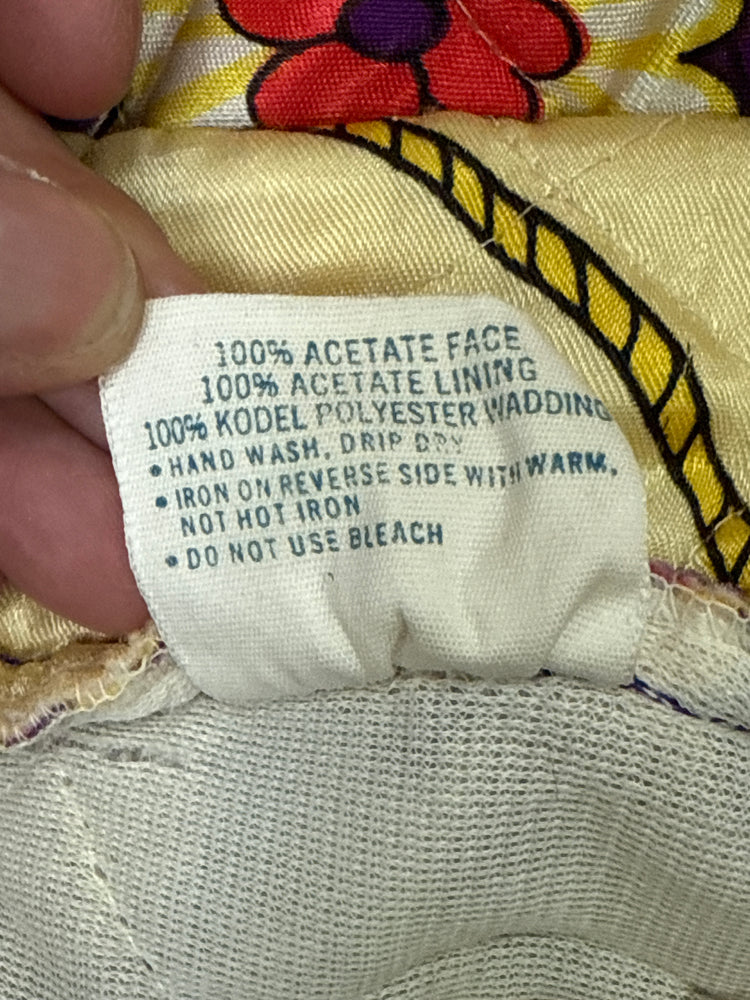 100% ACETATE FACE
100% ACETATE LINING
100% KODEL POLYESTER WADDING
• HAND WASH, DRIP DRY
• IRON ON REVERSE SIDE WITH WARM,
NOT HOT IRON
• DO NOT USE BLEACH